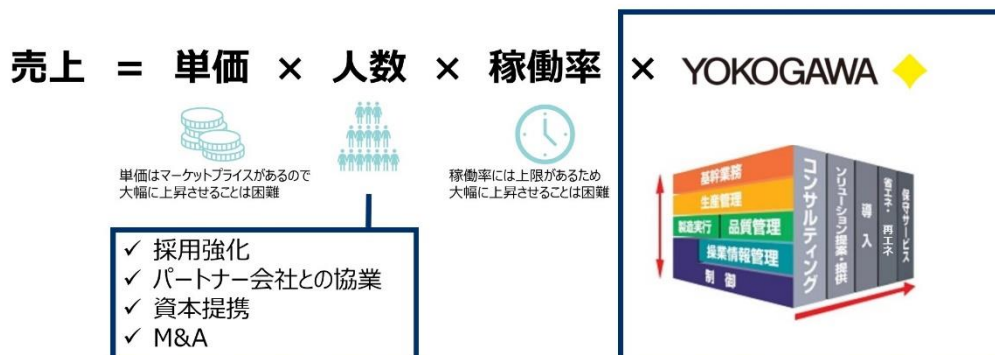 売上 = 単価 × 人数 × 稼働率 × YOKOGAWA
単価はマーケットプライスがあるので
大幅に上昇させることは困難
稼働率には上限があるため
大幅に上昇させることは困難
✓ 採用強化
✓ パートナー会社との協業
✓ 資本提携
✓ M&A
基幹業務
生産管理
製造実行 品質管理
操業情報管理
制御
コンサルティング
ソリューション提案・提供
導入
省エネ・再エネ
保守サービス